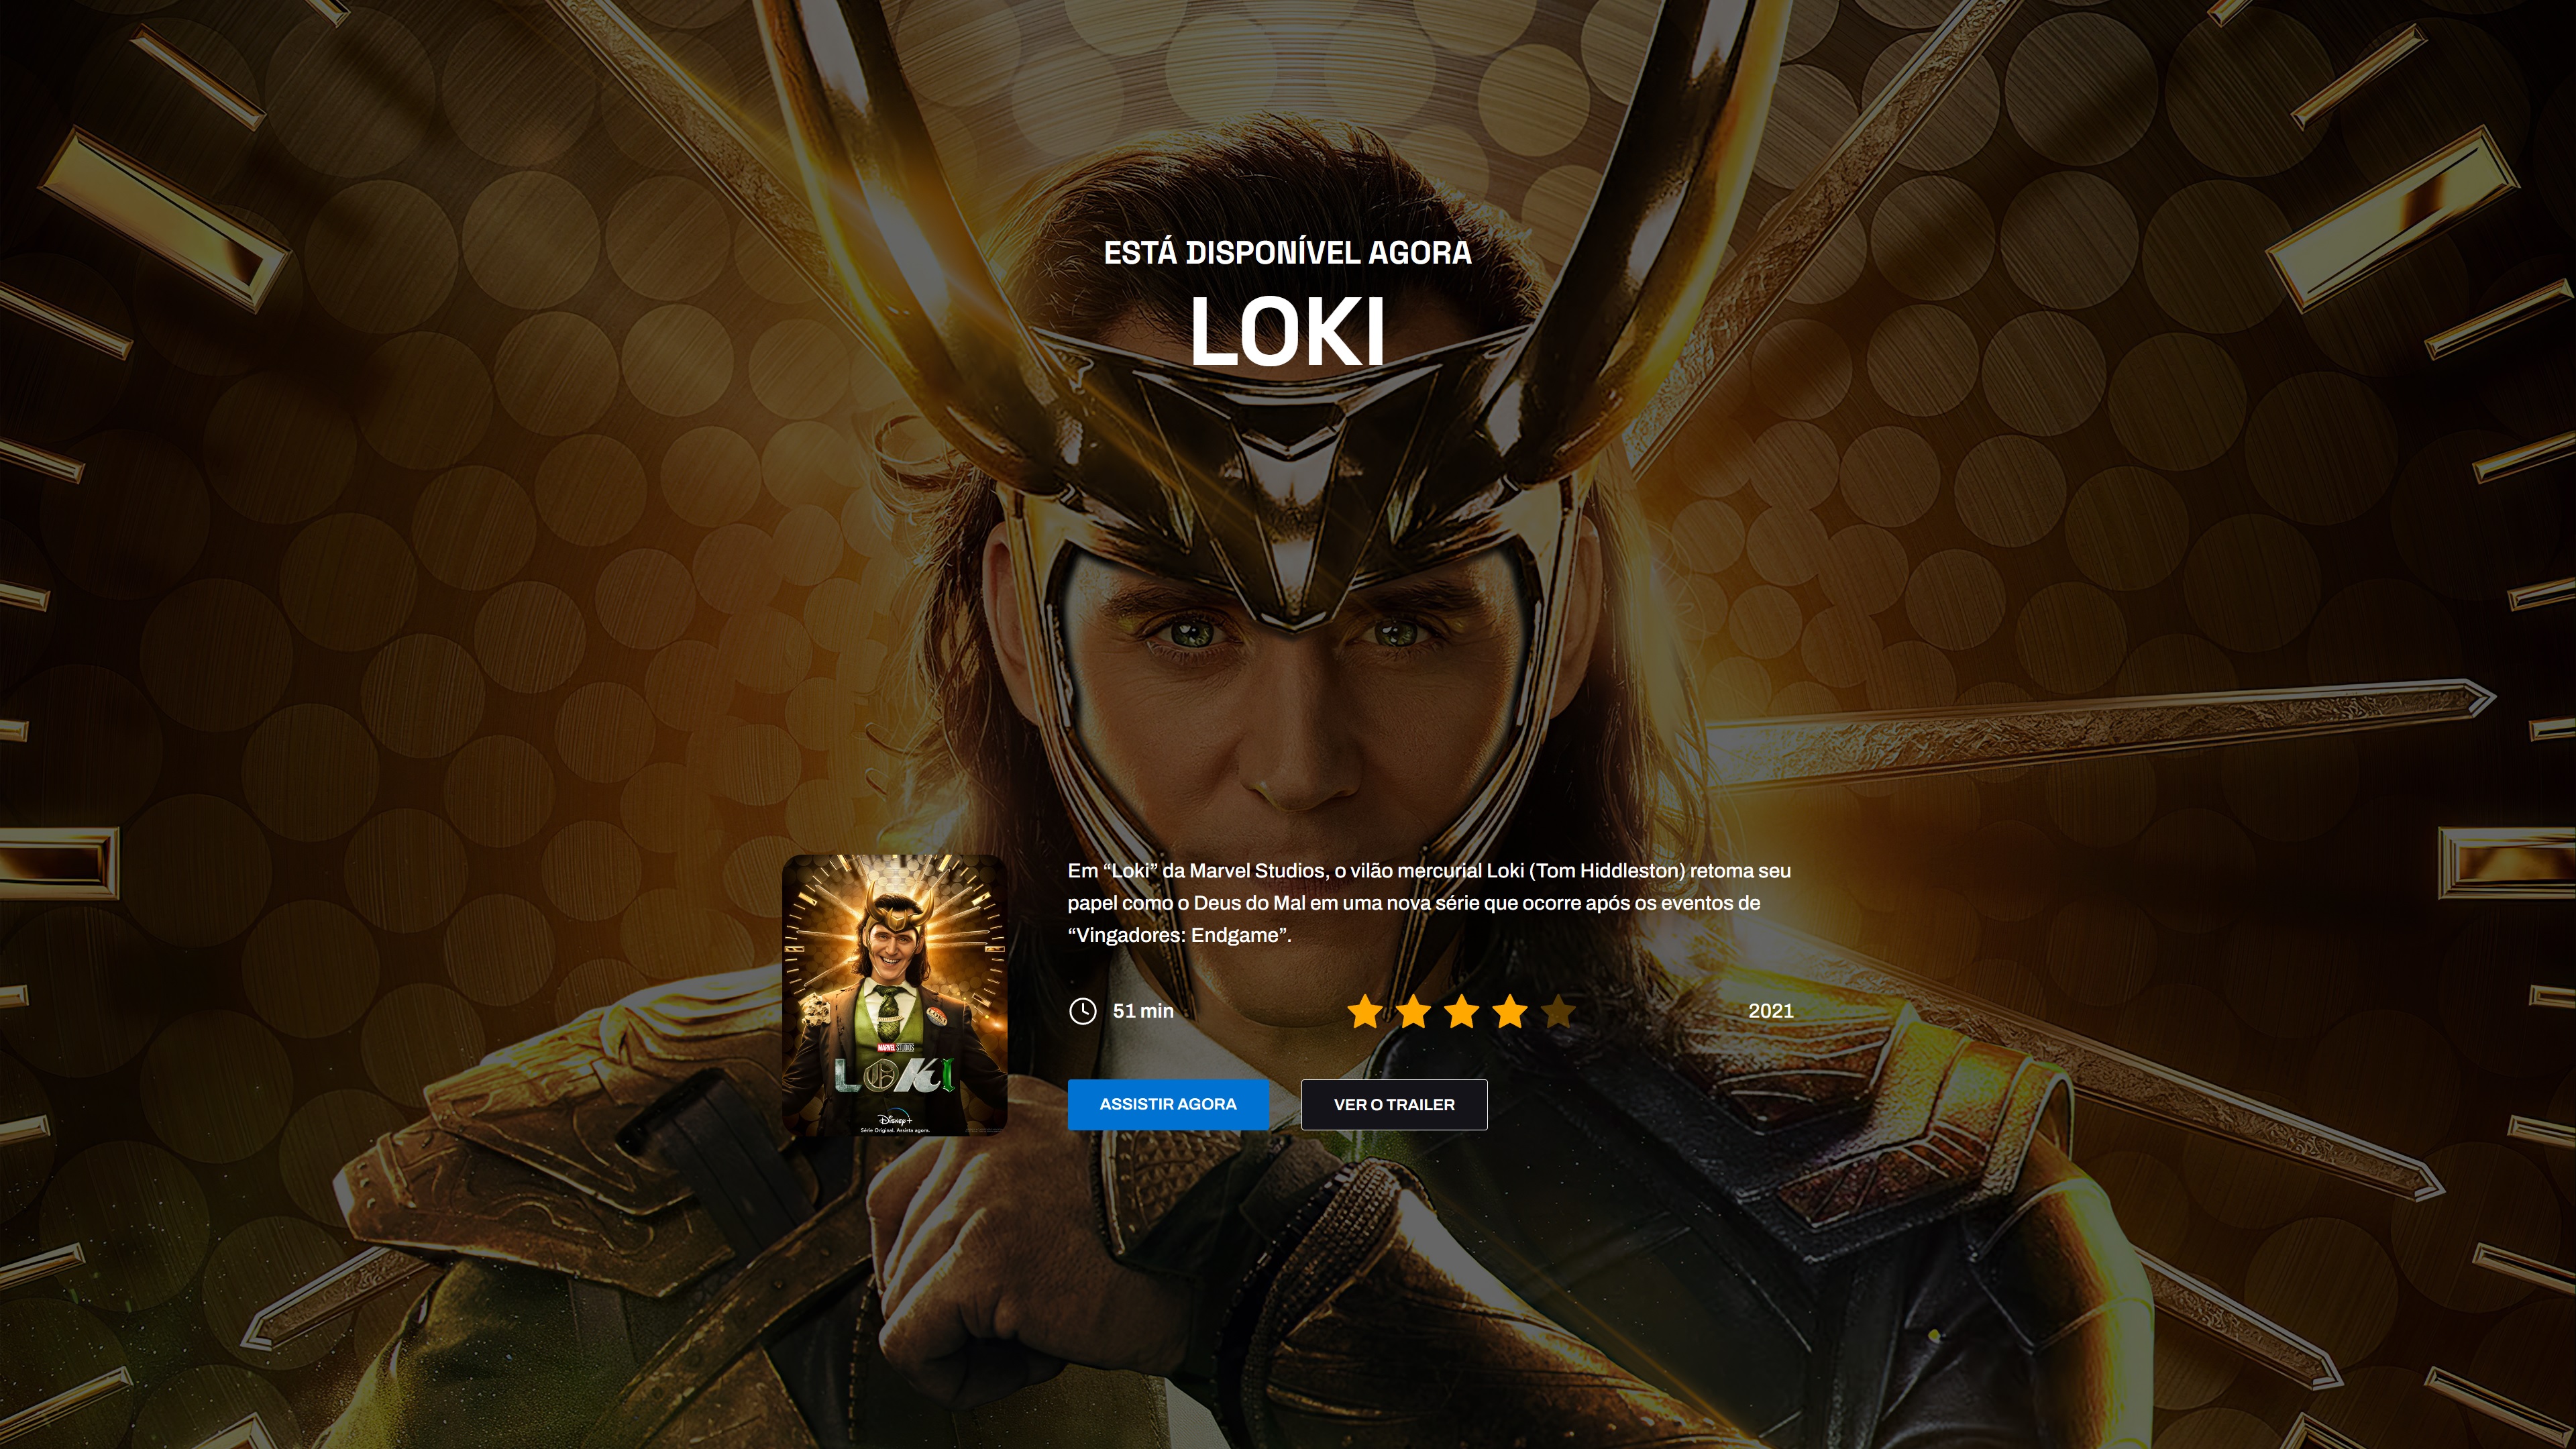 ESTÁ DISPONÍVEL AGORA
LOKI
Em “Loki” da Marvel Studios, o vilão mercurial Loki (Tom Hiddleston) retoma seu
papel como o Deus do Mal em uma nova série que ocorre após os eventos de
“Vingadores: Endgame”.
51 min
2021
ASSISTIR AGORA
VER O TRAILER
LOKI
MARVEL STUDIOS
LOKI
Disney+
Série Original. Assista agora.